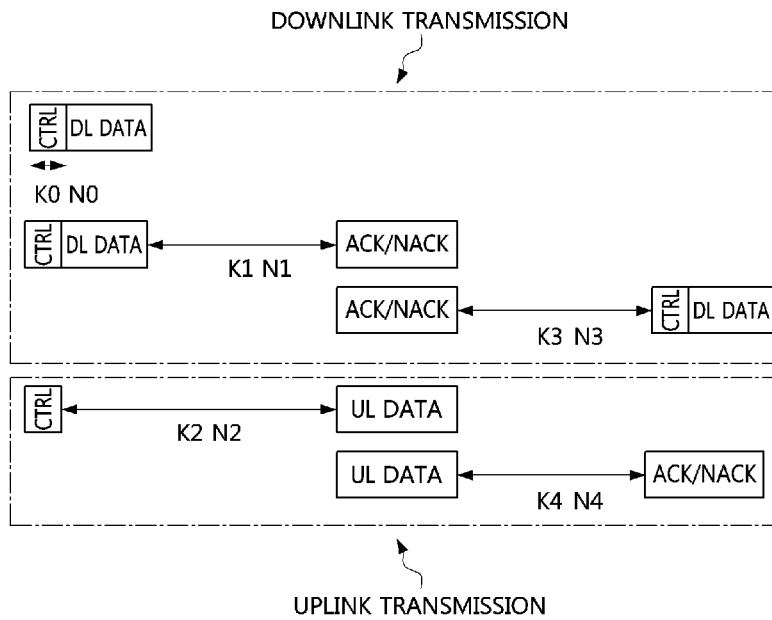 DOWNLINK TRANSMISSION
CTRL DL DATA
K0 N0
CTRL DL DATA ACK/NACK
K1 N1
ACK/NACK CTRL DL DATA
K3 N3
CTRL UL DATA
K2 N2
UL DATA ACK/NACK
K4 N4
UPLINK TRANSMISSION